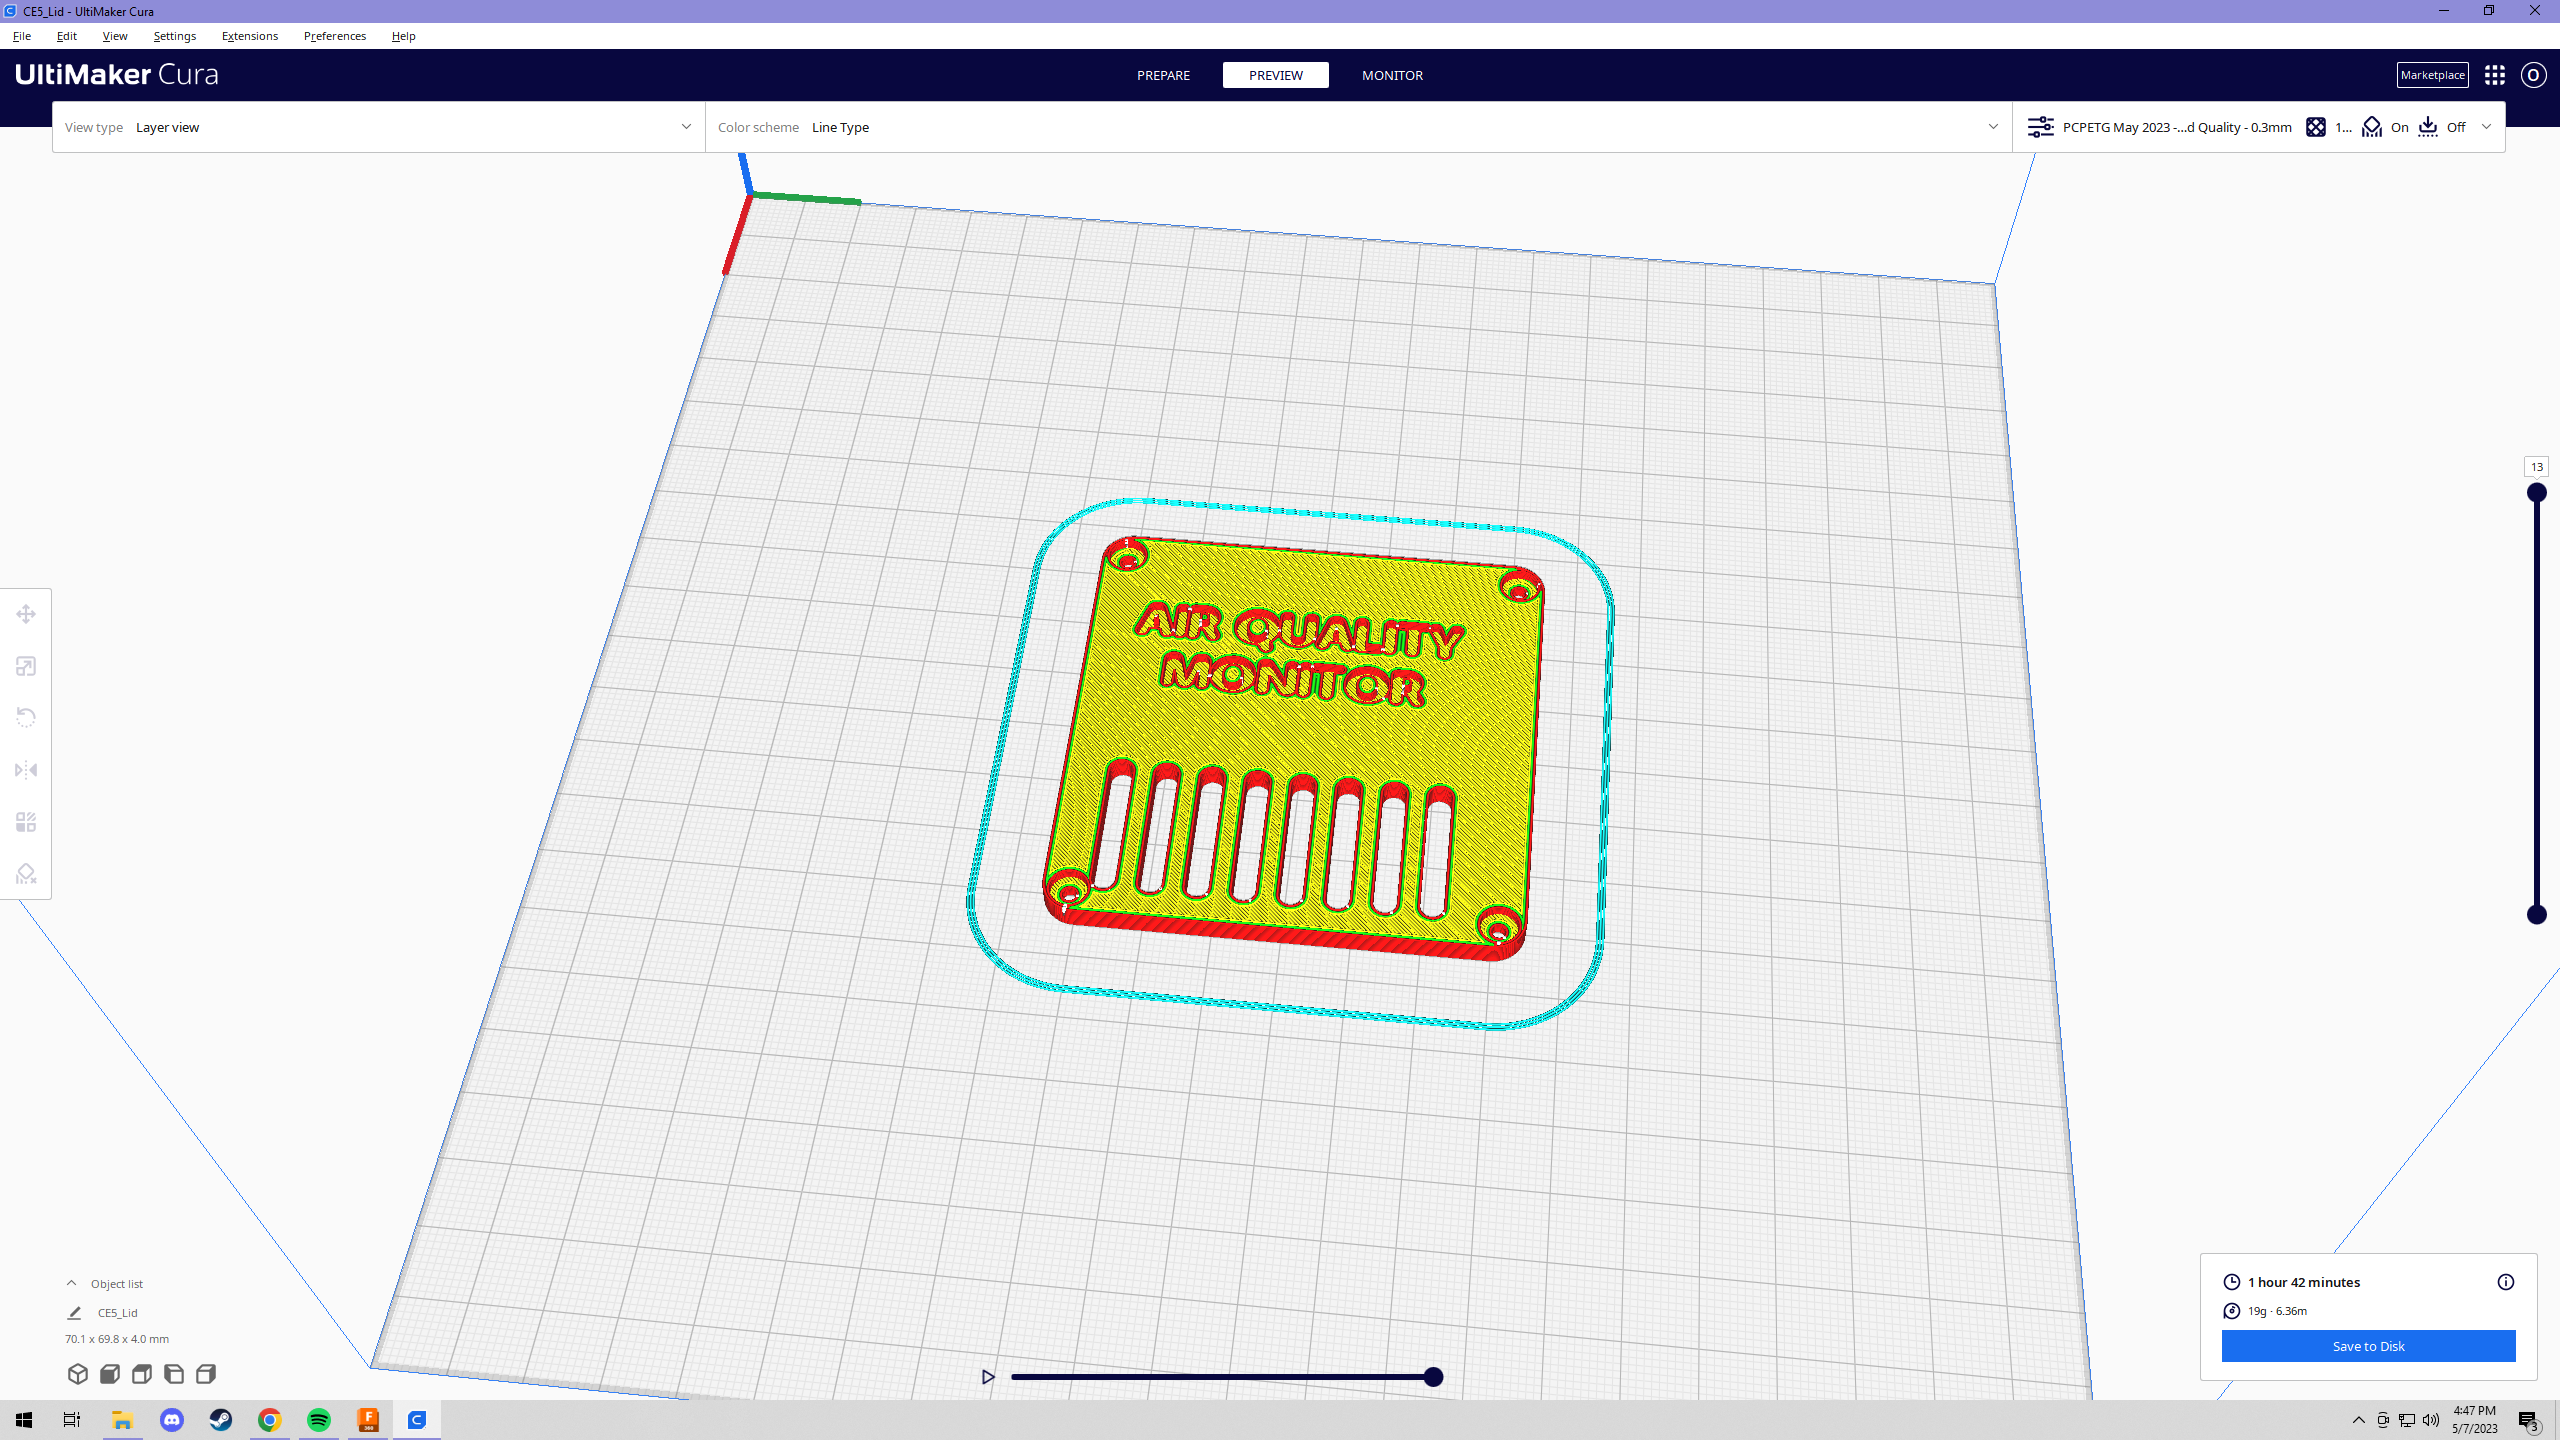 CE5_Lid - UltiMaker Cura
File Edit View Settings Extensions Preferences Help
UltiMaker Cura
PREPARE PREVIEW MONITOR
Marketplace
O
View type Layer view
Color scheme Line Type
PCPETG May 2023 -...d Quality - 0.3mm 1... On Off
13
AIR QUALITY
MONITOR
Object list
CE5_Lid
70.1 x 69.8 x 4.0 mm
1 hour 42 minutes
19g · 6.36m
Save to Disk
4:47 PM
5/7/2023
3